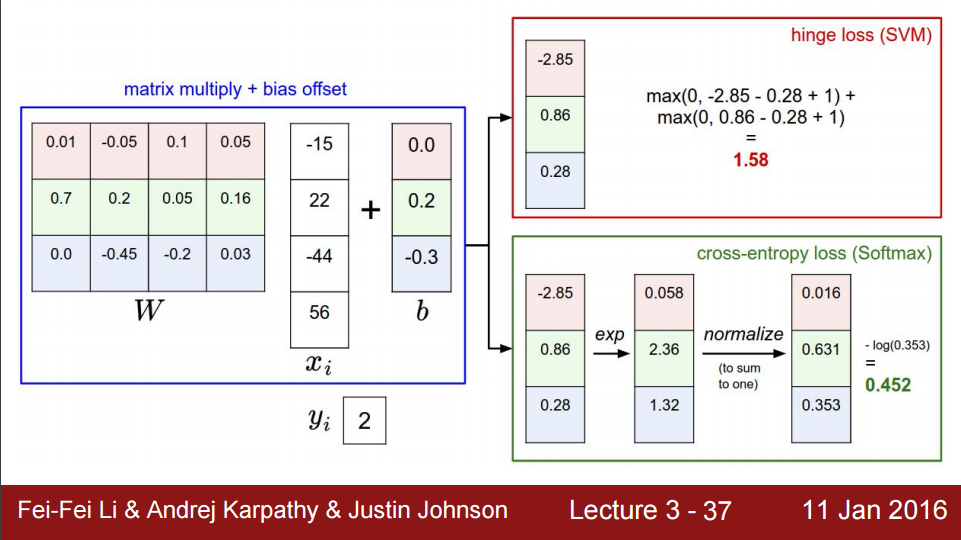 matrix multiply + bias offset
0.01 -0.05 0.1 0.05
0.7 0.2 0.05 0.16
0.0 -0.45 -0.2 0.03
W
-15
22
-44
56
x_i
+
0.0
0.2
-0.3
b
y_i 2
hinge loss (SVM)
-2.85
0.86
0.28
max(0, -2.85 - 0.28 + 1) +
max(0, 0.86 - 0.28 + 1)
=
1.58
cross-entropy loss (Softmax)
-2.85
0.86
0.28
exp
0.058
2.36
1.32
normalize
(to sum
to one)
0.016
0.631
0.353
- log(0.353)
=
0.452
Fei-Fei Li & Andrej Karpathy & Justin Johnson Lecture 3 - 37 11 Jan 2016